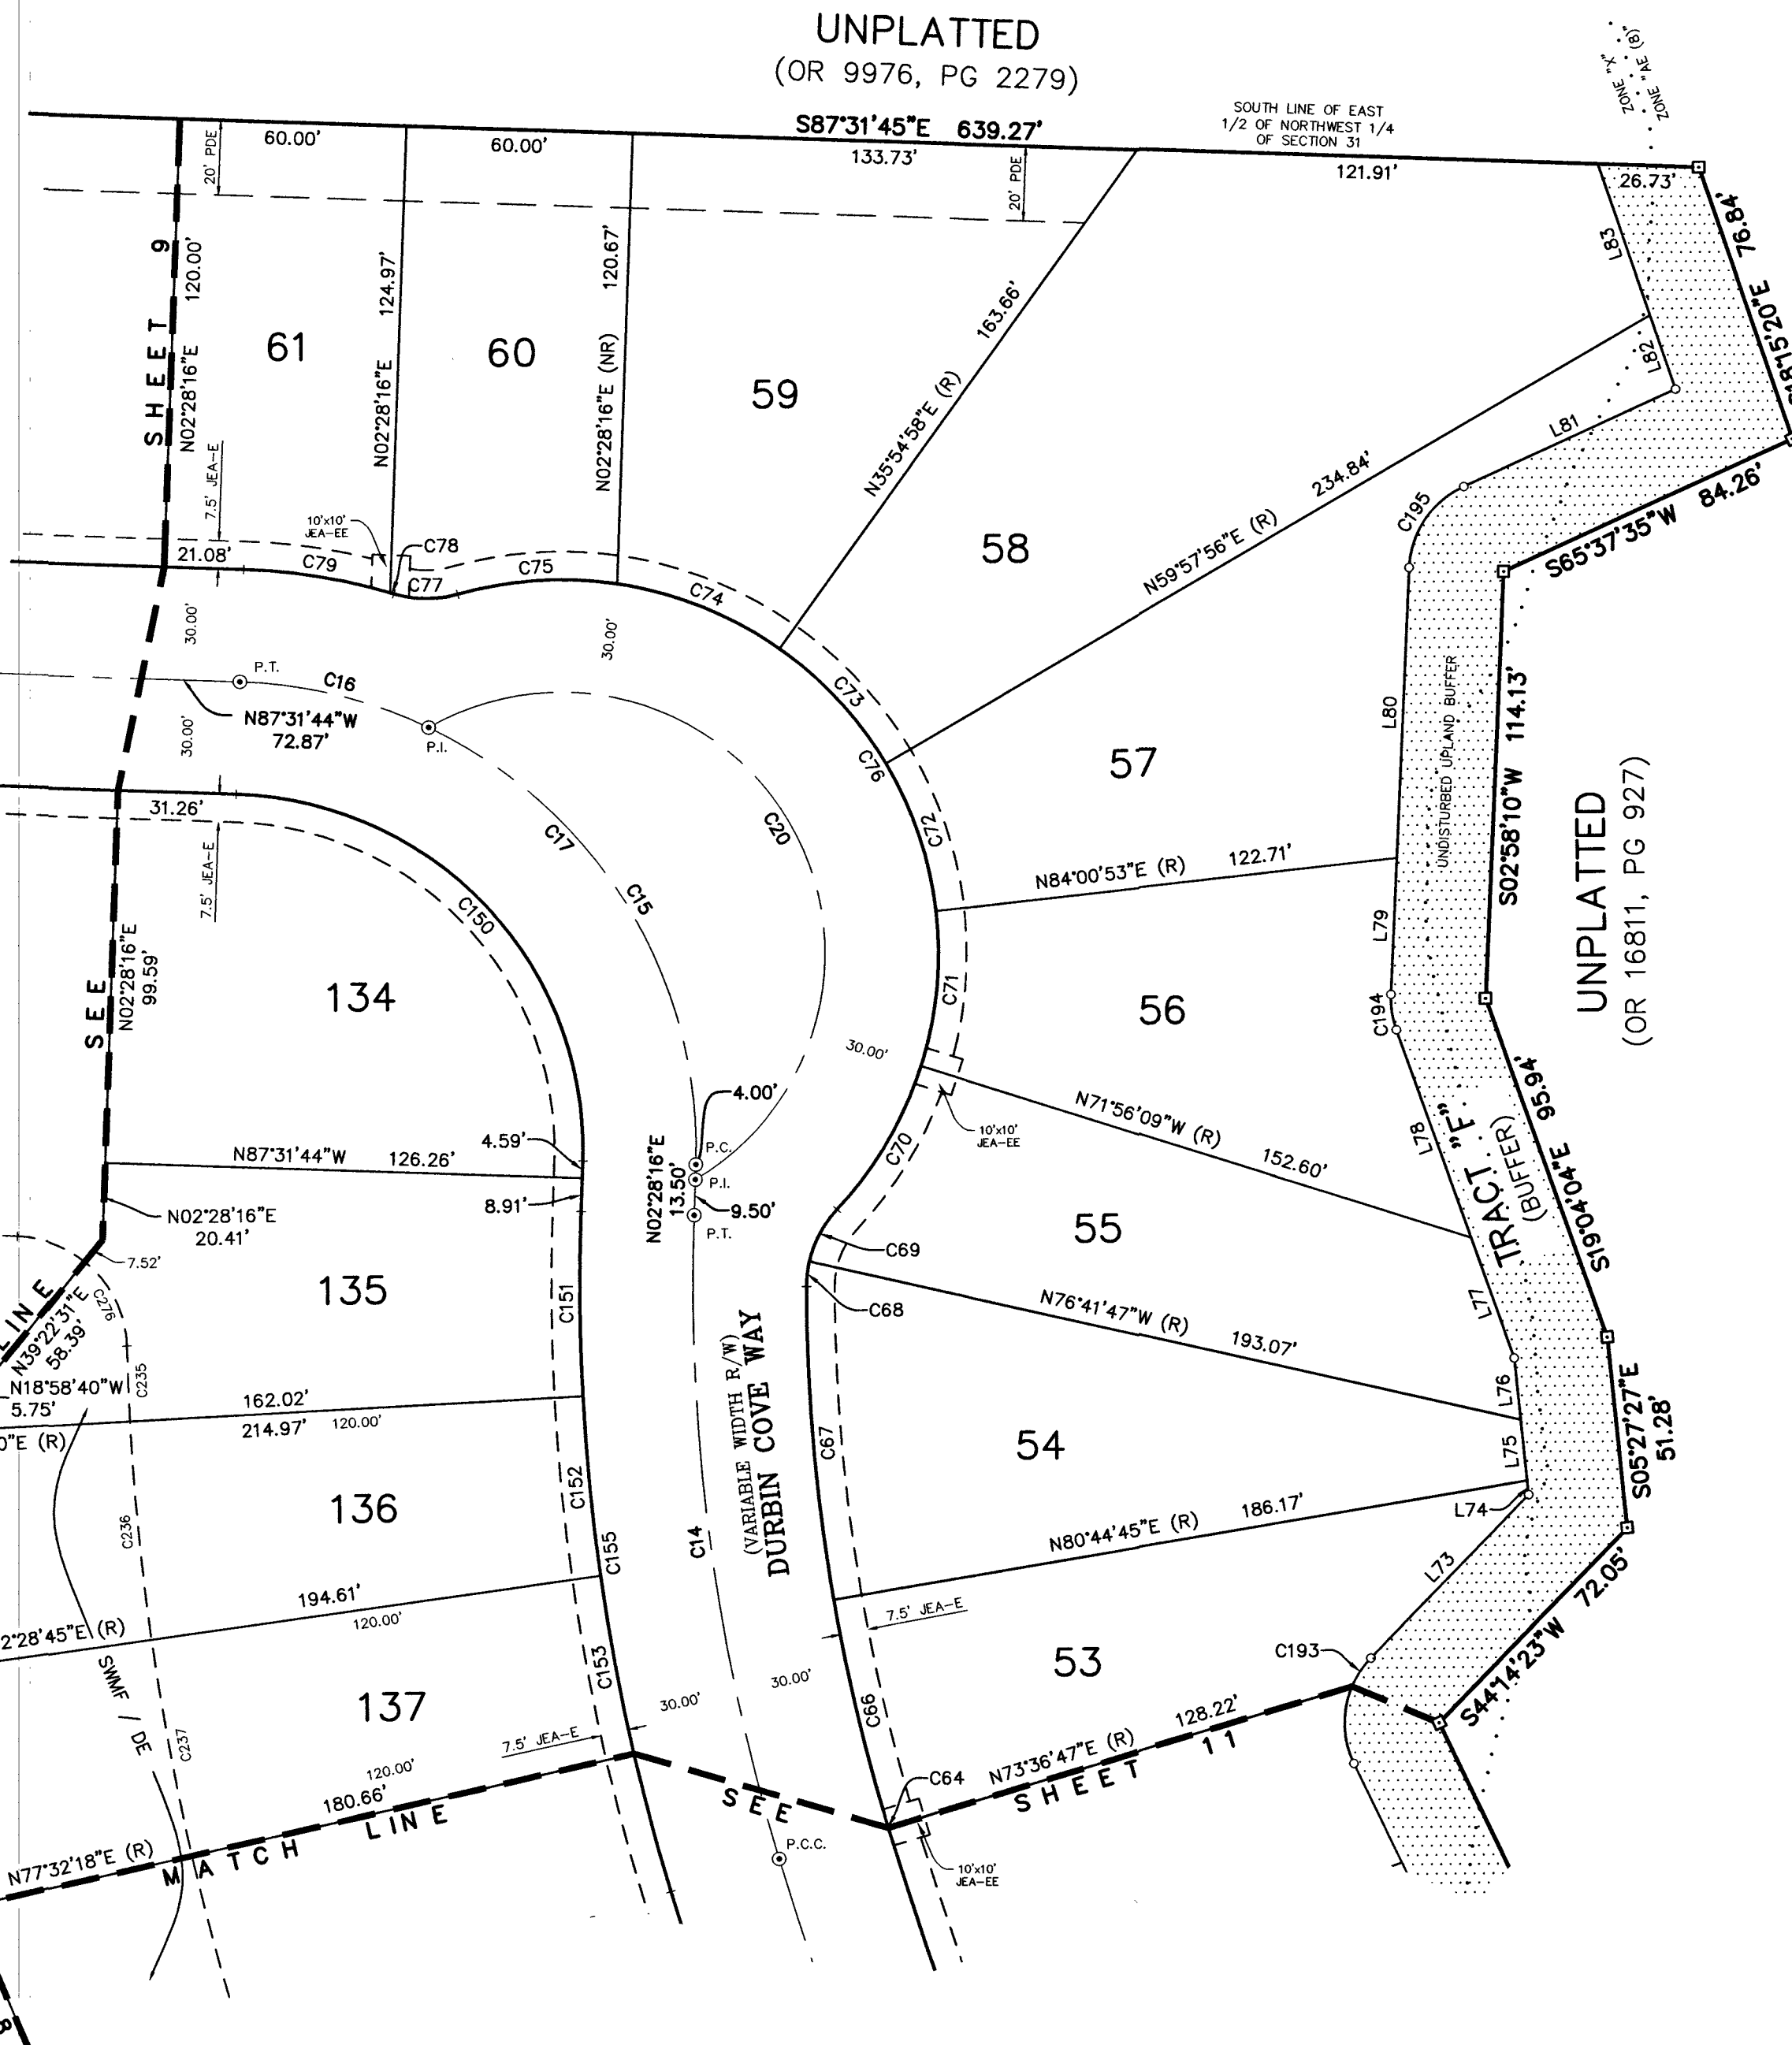 UNPLATTED
(OR 9976, PG 2279)
S87°31'45"E 639.27'
SOUTH LINE OF EAST
1/2 OF NORTHWEST 1/4
OF SECTION 31
ZONE "X"
ZONE "AE (8)"
20' PDE
60.00'
60.00'
133.73'
20' PDE
121.91'
26.73'
76.84'
L83
SHEET 9
120.00'
N02°28'16"E
124.97'
N02°28'16"E
120.67'
N02°28'16"E (NR)
163.66'
N35°54'58"E (R)
61
60
59
58
L82
L81
234.84'
N59°57'56"E (R)
C195
S65°37'35"W 84.26'
7.5' JEA-E
10'x10'
JEA-EE
21.08'
C79
C78
C77
C75
C74
30.00'
30.00'
P.T.
C16
N87°31'44"W
72.87'
P.I.
30.00'
C73
C76
57
L80
UNDISTURBED UPLAND BUFFER
S02°58'10"W 114.13'
UNPLATTED
(OR 16811, PG 927)
31.26'
7.5' JEA-E
C17
C20
C72
C15
N84°00'53"E (R) 122.71'
C150
L79
SEE
N02°28'16"E
99.59'
134
C71
56
C194
30.00'
4.00'
10'x10'
JEA-EE
N71°56'09"W (R) 152.60'
L78
TRACT "F"
(BUFFER)
S19°04'04"E 95.94'
N87°31'44"W 126.26'
4.59'
8.91'
N02°28'16"E
13.50'
P.C.
P.I.
9.50'
P.T.
C70
C69
55
N02°28'16"E
20.41'
7.52'
LINE
N39°22'31"E
58.39'
C276
135
C151
C68
N76°41'47"W (R) 193.07'
L77
L76
N18°58'40"W
5.75'
C235
162.02'
214.97' 120.00'
(VARIABLE WIDTH R/W)
DURBIN COVE WAY
C67
54
L75
S05°27'27"E
51.28'
136
C236
C152
C155
C14
L74
N80°44'45"E (R) 186.17'
L73
72.05'
S44°14'23"W
194.61'
120.00'
7.5' JEA-E
53
C193
SWMF / DE
137
C153
C237
30.00'
30.00'
C66
7.5' JEA-E
128.22'
N73°36'47"E (R)
SHEET 11
C64
SEE
120.00'
180.66'
N77°32'18"E (R)
MATCH LINE
P.C.C.
10'x10'
JEA-EE